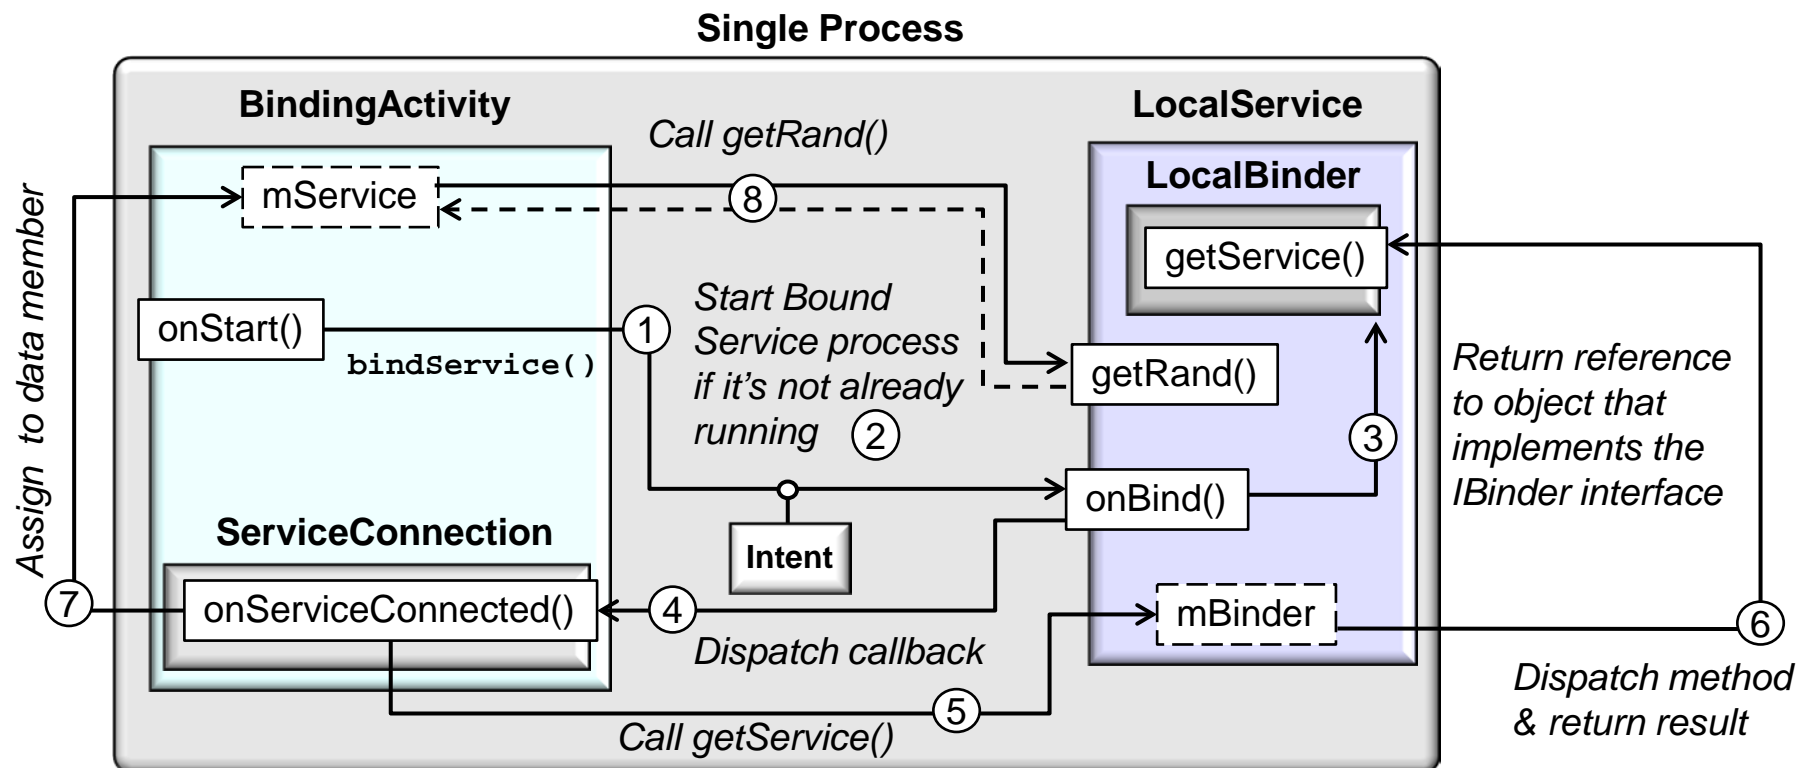 Single Process
BindingActivity
LocalService
Call getRand()
LocalBinder
mService
8
getService()
Assign to data member
onStart()
1
bindService()
Start Bound
Service process
if it's not already
running 2
getRand()
3
Return reference
to object that
implements the
IBinder interface
onBind()
Intent
ServiceConnection
onServiceConnected()
7
4
Dispatch callback
mBinder
6
Dispatch method
& return result
5
Call getService()